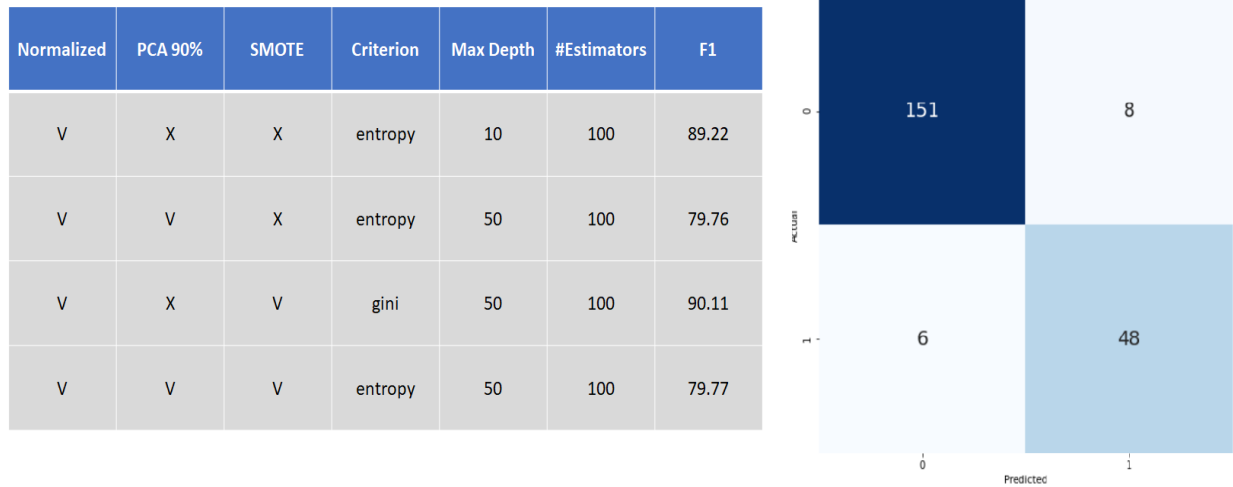 Normalized PCA 90% SMOTE Criterion Max Depth #Estimators F1
V X X entropy 10 100 89.22
V V X entropy 50 100 79.76
V X V gini 50 100 90.11
V V V entropy 50 100 79.77
Actual
0 151 8
1 6 48
0 1
Predicted